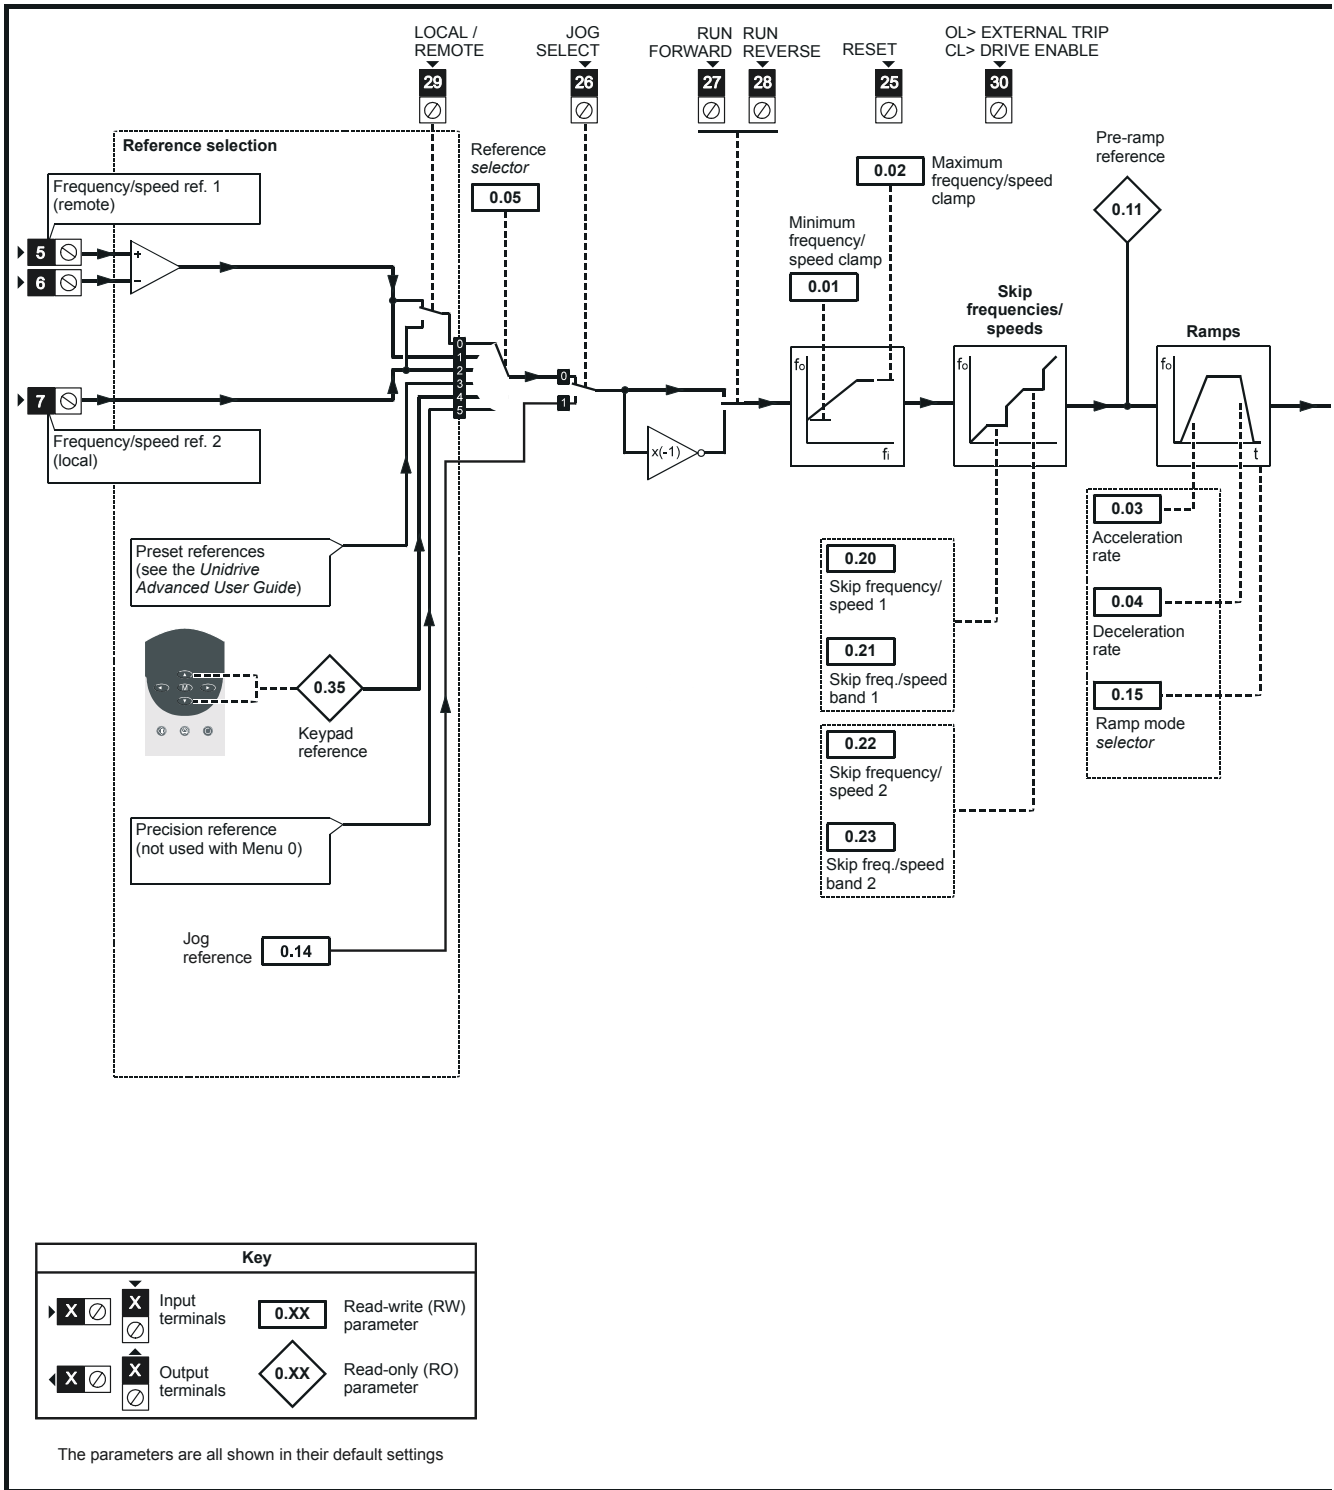 LOCAL /
REMOTE
29
JOG
SELECT
26
RUN
FORWARD
27
RUN
REVERSE
28
RESET
25
OL> EXTERNAL TRIP
CL> DRIVE ENABLE
30
Reference selection
Frequency/speed ref. 1
(remote)
5
6
+
−
7
Frequency/speed ref. 2
(local)
Reference
selector
0.05
0
1
2
3
4
5
0
1
x(-1)
Minimum
frequency/
speed clamp
0.01
0.02
Maximum
frequency/speed
clamp
fo
fi
Skip
frequencies/
speeds
fo
Pre-ramp
reference
0.11
Ramps
fo
t
Preset references
(see the Unidrive
Advanced User Guide)
M
0.35
Keypad
reference
Precision reference
(not used with Menu 0)
Jog
reference
0.14
0.20
Skip frequency/
speed 1
0.21
Skip freq./speed
band 1
0.22
Skip frequency/
speed 2
0.23
Skip freq./speed
band 2
0.03
Acceleration
rate
0.04
Deceleration
rate
0.15
Ramp mode
selector
Key
X
X
Input
terminals
0.XX
Read-write (RW)
parameter
X
X
Output
terminals
0.XX
Read-only (RO)
parameter
The parameters are all shown in their default settings